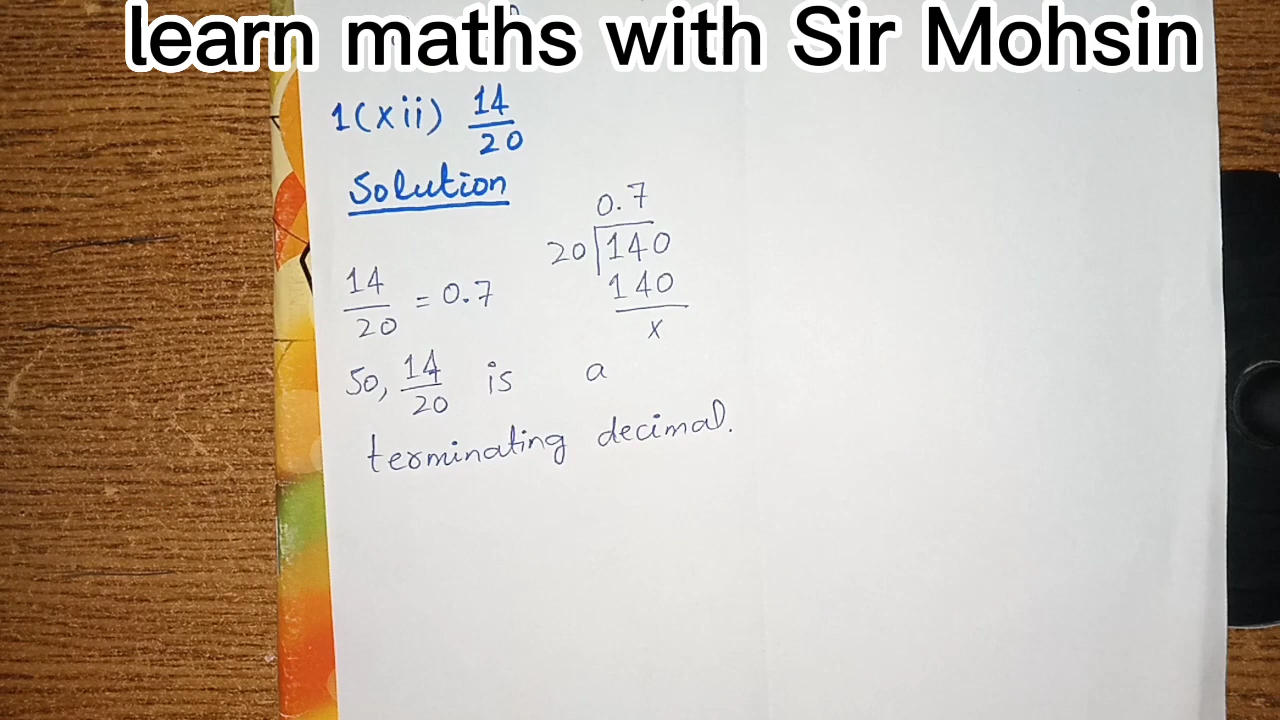 learn maths with Sir Mohsin
1(xii) 14/20
Solution
0.7
20 140
140
x
14/20 = 0.7
So, 14/20 is a
terminating decimal.